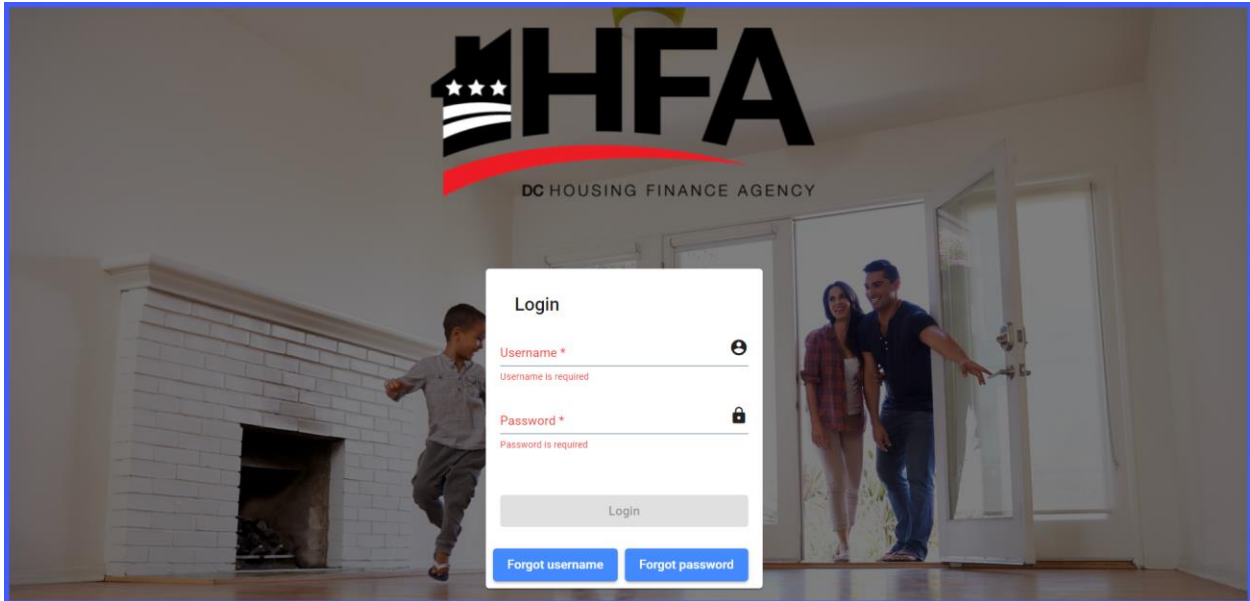 HFA
DC HOUSING FINANCE AGENCY
Login
Username *
Username is required
Password *
Password is required
Login
Forgot username Forgot password